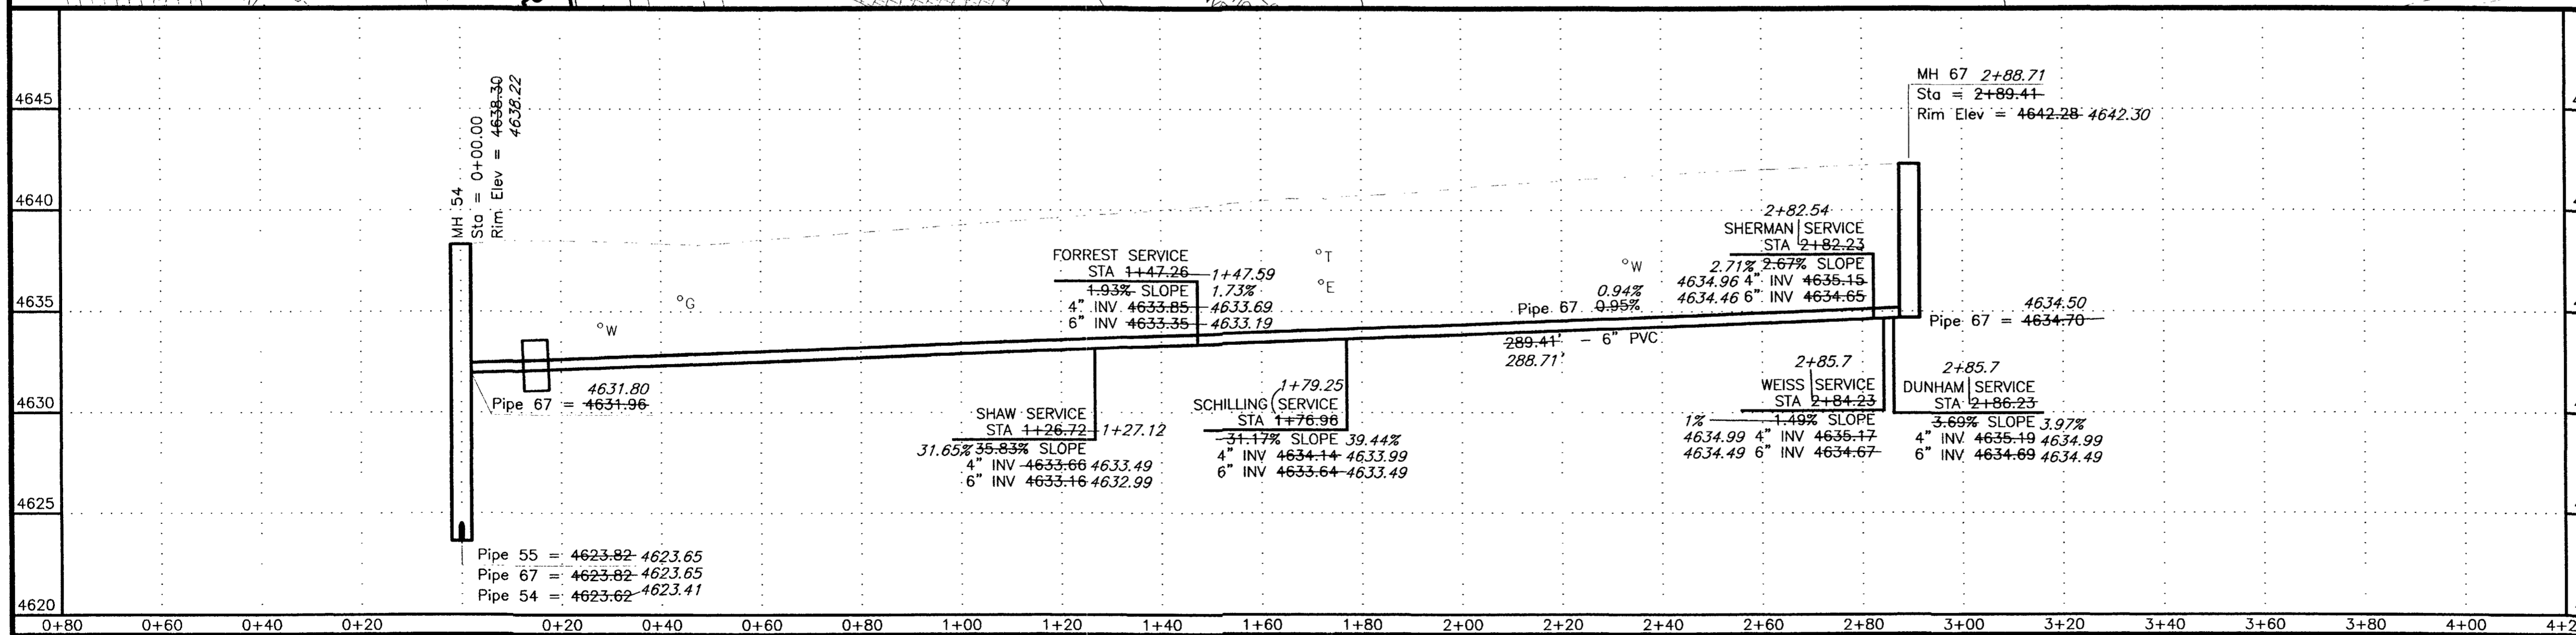 4645
4640
4635
4630
4625
4620
MH 54
Sta = 0+00.00
Rim Elev = 4638.30
4638.22
°G
°W
4631.80
Pipe 67 = 4631.96
Pipe 55 = 4623.82 4623.65
Pipe 67 = 4623.82 4623.65
Pipe 54 = 4623.62 4623.41
FORREST SERVICE
STA 1+47.26 1+47.59
1.93% SLOPE 1.73%
4" INV 4633.85 4633.69
6" INV 4633.35 4633.19
SHAW SERVICE
STA 1+26.72 1+27.12
31.65% 35.83% SLOPE
4" INV 4633.66 4633.49
6" INV 4633.16 4632.99
°T
°E
1+79.25
SCHILLING SERVICE
STA 1+76.96
31.17% SLOPE 39.44%
4" INV 4634.14 4633.99
6" INV 4633.64 4633.49
°W
0.94%
Pipe 67 0.95%
289.41' - 6" PVC
288.71'
2+82.54
SHERMAN SERVICE
STA 2+82.23
2.71% 2.67% SLOPE
4634.96 4" INV 4635.15
4634.46 6" INV 4634.65
2+85.7
WEISS SERVICE
STA 2+84.23
1% 1.49% SLOPE
4634.99 4" INV 4635.17
4634.49 6" INV 4634.67
2+85.7
DUNHAM SERVICE
STA 2+86.23
3.69% SLOPE 3.97%
4" INV 4635.19 4634.99
6" INV 4634.69 4634.49
MH 67 2+88.71
Sta = 2+89.41
Rim Elev = 4642.28 4642.30
4634.50
Pipe 67 = 4634.70
0+80 0+60 0+40 0+20 0+20 0+40 0+60 0+80 1+00 1+20 1+40 1+60 1+80 2+00 2+20 2+40 2+60 2+80 3+00 3+20 3+40 3+60 3+80 4+00